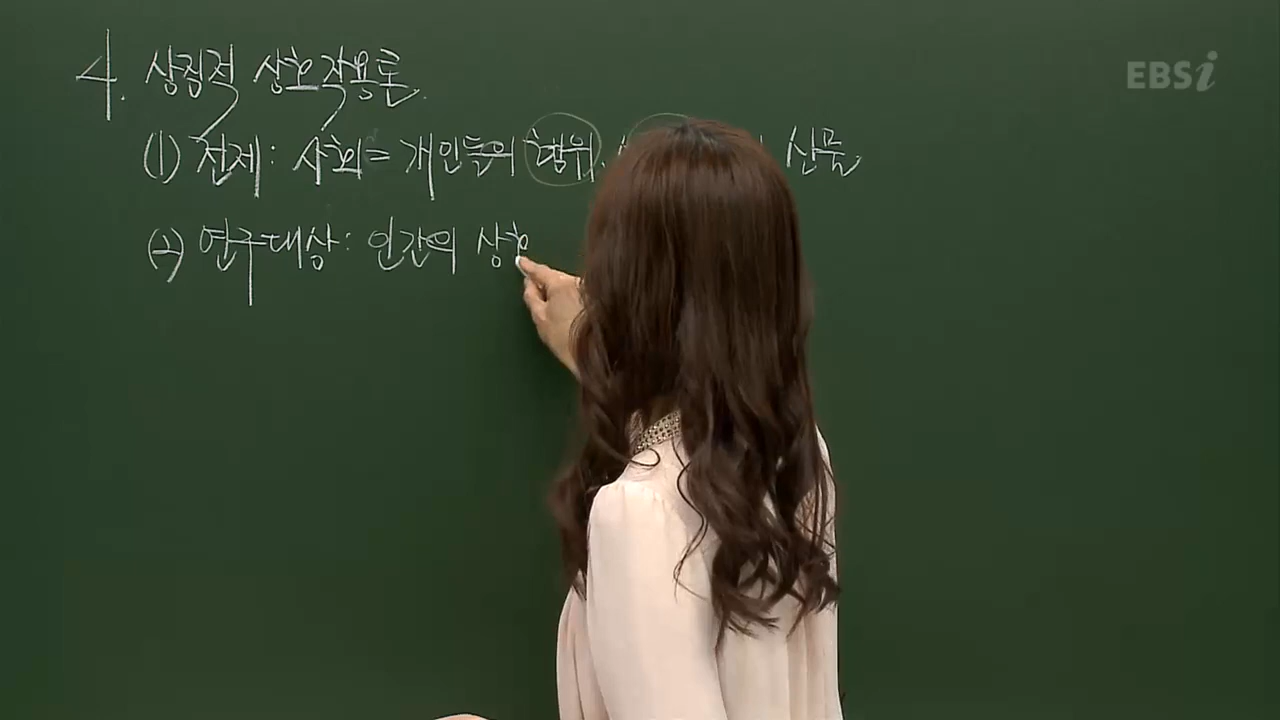 4. 상징적 상호작용론.
EBSi
(1) 전제: 사회= 개인들의 행위, 산물
(2) 연구대상: 인간의 상호